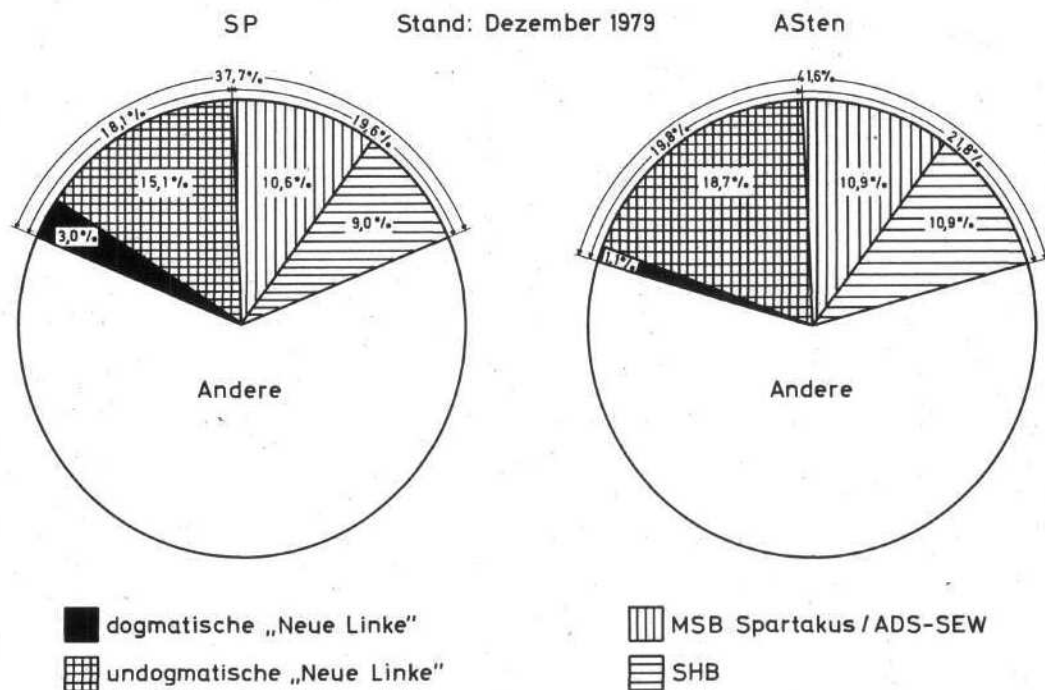 SP Stand: Dezember 1979 ASten
37,7%
18,1% 19,6%
15,1% 10,6%
3,0% 9,0%
Andere
41,6%
19,8% 21,8%
18,7% 10,9%
1,1% 10,9%
Andere
dogmatische „Neue Linke"
undogmatische „Neue Linke"
MSB Spartakus / ADS-SEW
SHB